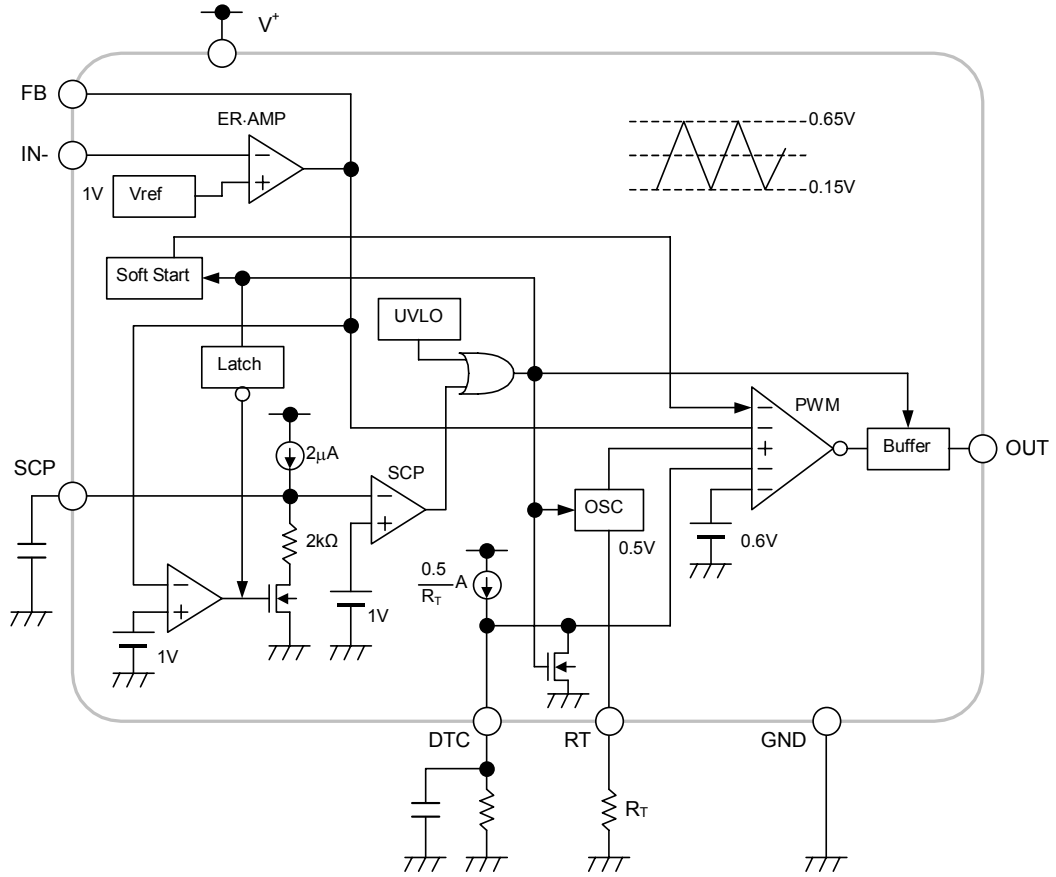 V+
FB
ER·AMP
0.65V
IN-
−
+
1V
Vref
0.15V
Soft Start
UVLO
Latch
PWM
−
−
+
−
−
Buffer
OUT
2μA
SCP
SCP
−
+
OSC
2kΩ
0.5V
0.6V
0.5
RT
A
−
+
1V
1V
DTC
RT
GND
RT